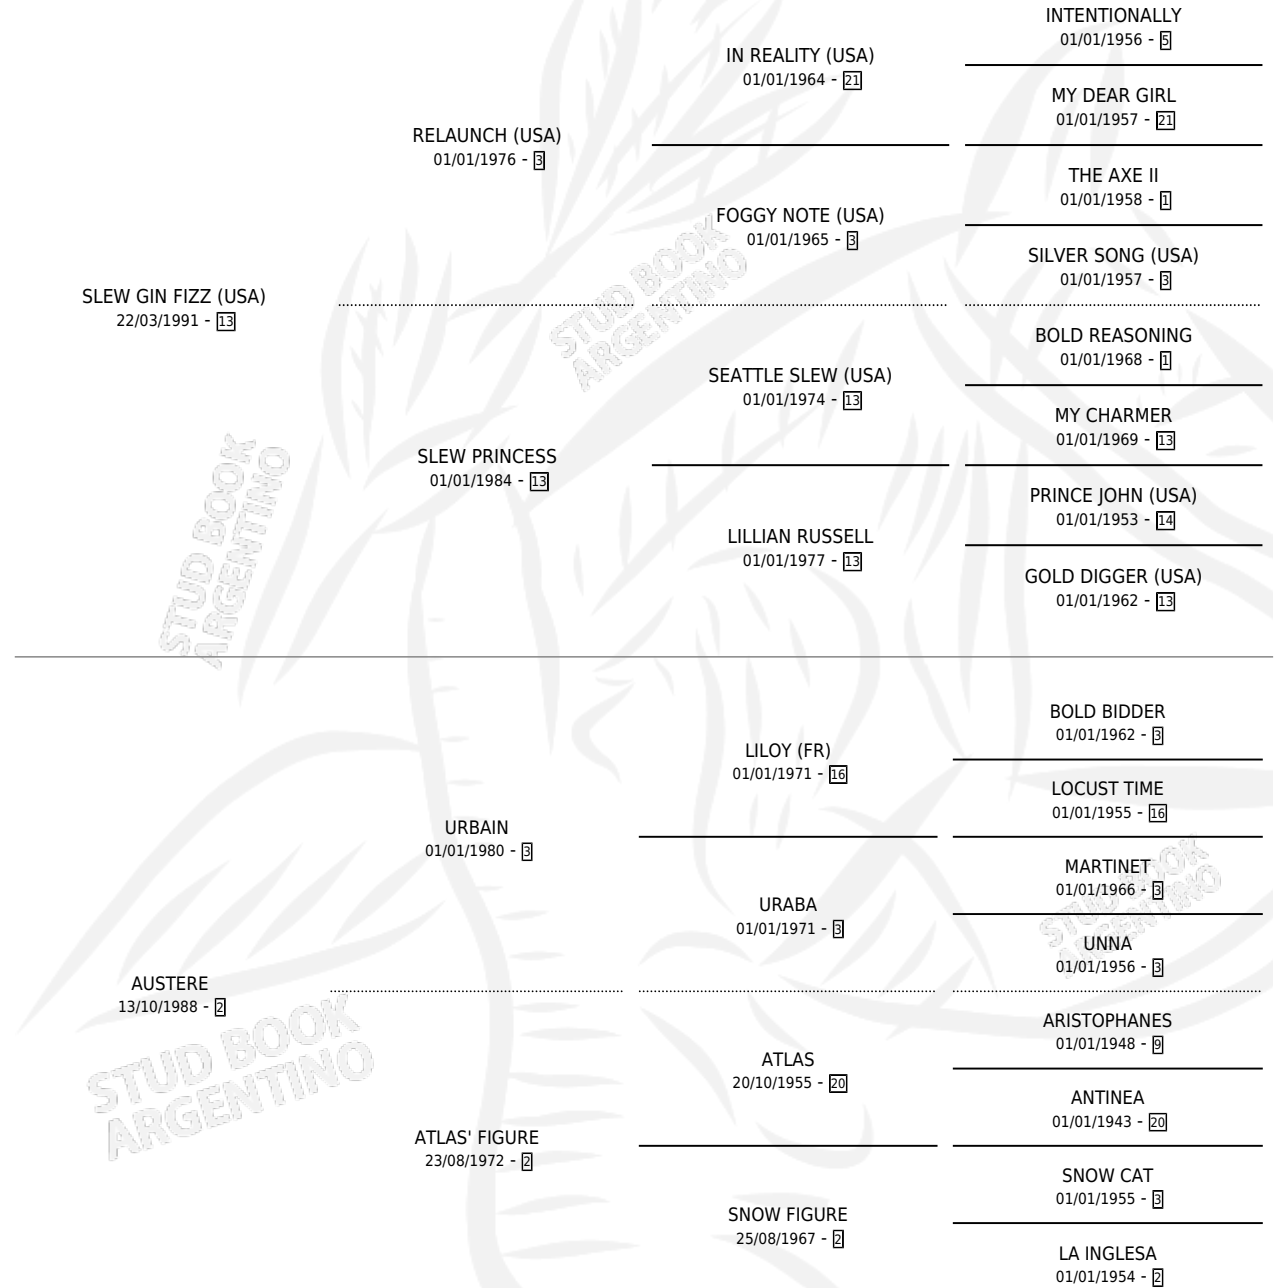 INTENTIONALLY
01/01/1956 - 5
IN REALITY (USA)
01/01/1964 - 21
MY DEAR GIRL
01/01/1957 - 21
RELAUNCH (USA)
01/01/1976 - 3
THE AXE II
01/01/1958 - 1
FOGGY NOTE (USA)
01/01/1965 - 3
SILVER SONG (USA)
01/01/1957 - 3
SLEW GIN FIZZ (USA)
22/03/1991 - 13
BOLD REASONING
01/01/1968 - 1
SEATTLE SLEW (USA)
01/01/1974 - 13
MY CHARMER
01/01/1969 - 13
SLEW PRINCESS
01/01/1984 - 13
PRINCE JOHN (USA)
01/01/1953 - 14
LILLIAN RUSSELL
01/01/1977 - 13
GOLD DIGGER (USA)
01/01/1962 - 13
BOLD BIDDER
01/01/1962 - 3
LILOY (FR)
01/01/1971 - 16
LOCUST TIME
01/01/1955 - 16
URBAIN
01/01/1980 - 3
MARTINET
01/01/1966 - 3
URABA
01/01/1971 - 3
UNNA
01/01/1956 - 3
AUSTERE
13/10/1988 - 2
ARISTOPHANES
01/01/1948 - 9
ATLAS
20/10/1955 - 20
ANTINEA
01/01/1943 - 20
ATLAS' FIGURE
23/08/1972 - 2
SNOW CAT
01/01/1955 - 3
SNOW FIGURE
25/08/1967 - 2
LA INGLESA
01/01/1954 - 2
STUD BOOK
ARGENTINO
STUD BOOK
ARGENTINO
STUD BOOK
ARGENTINO
STUD BOOK
ARGENTINO